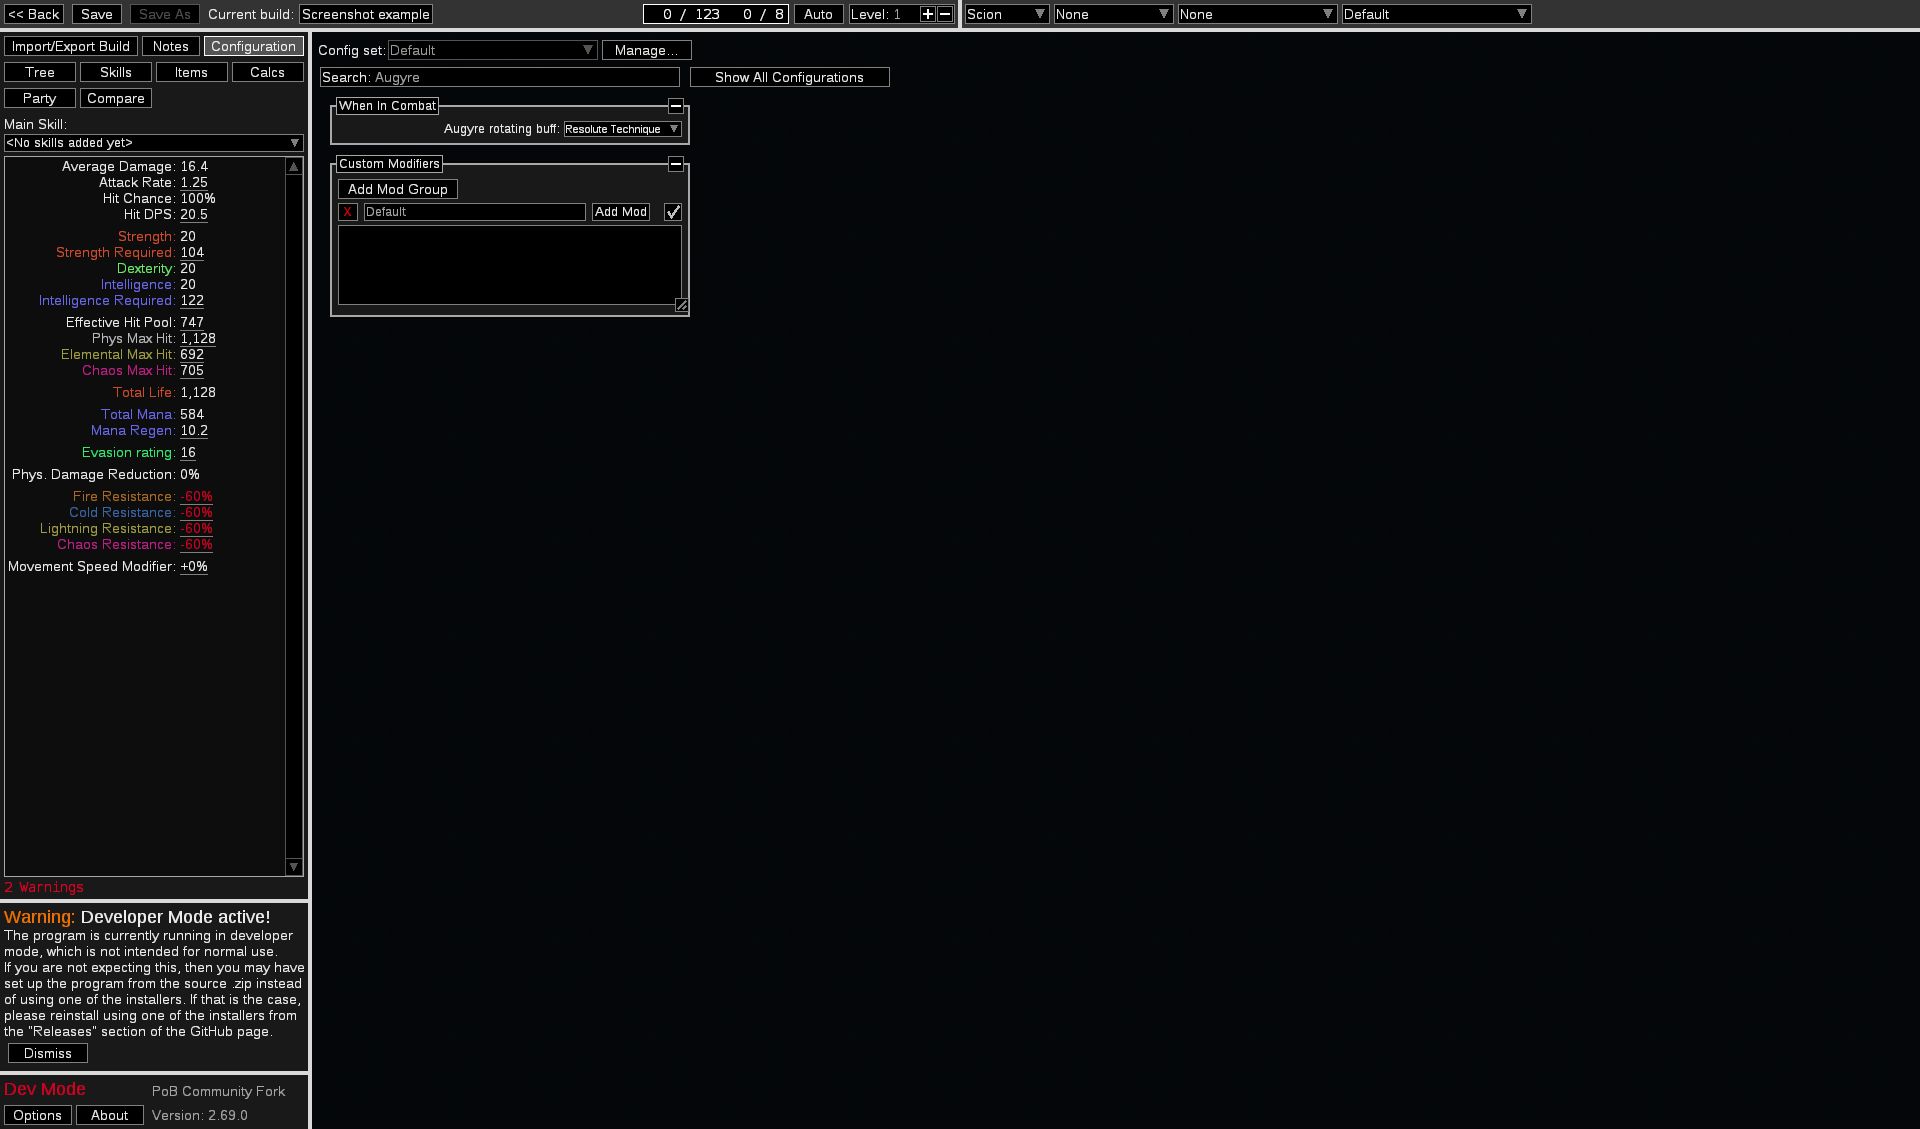 << Back Save Save As Current build: Screenshot example 0 / 123 0 / 8 Auto Level: 1 Scion None None Default
Import/Export Build Notes Configuration
Tree Skills Items Calcs
Party Compare
Main Skill:
<No skills added yet>
Average Damage: 16.4
Attack Rate: 1.25
Hit Chance: 100%
Hit DPS: 20.5
Strength: 20
Strength Required: 104
Dexterity: 20
Intelligence: 20
Intelligence Required: 122
Effective Hit Pool: 747
Phys Max Hit: 1,128
Elemental Max Hit: 692
Chaos Max Hit: 705
Total Life: 1,128
Total Mana: 584
Mana Regen: 10.2
Evasion rating: 16
Phys. Damage Reduction: 0%
Fire Resistance: -60%
Cold Resistance: -60%
Lightning Resistance: -60%
Chaos Resistance: -60%
Movement Speed Modifier: +0%
2 Warnings
Warning: Developer Mode active!
The program is currently running in developer
mode, which is not intended for normal use.
If you are not expecting this, then you may have
set up the program from the source .zip instead
of using one of the installers. If that is the case,
please reinstall using one of the installers from
the "Releases" section of the GitHub page.
Dismiss
Dev Mode PoB Community Fork
Options About Version: 2.69.0
Config set: Default Manage...
Search: Augyre Show All Configurations
When In Combat
Augyre rotating buff: Resolute Technique
Custom Modifiers
Add Mod Group
X Default Add Mod